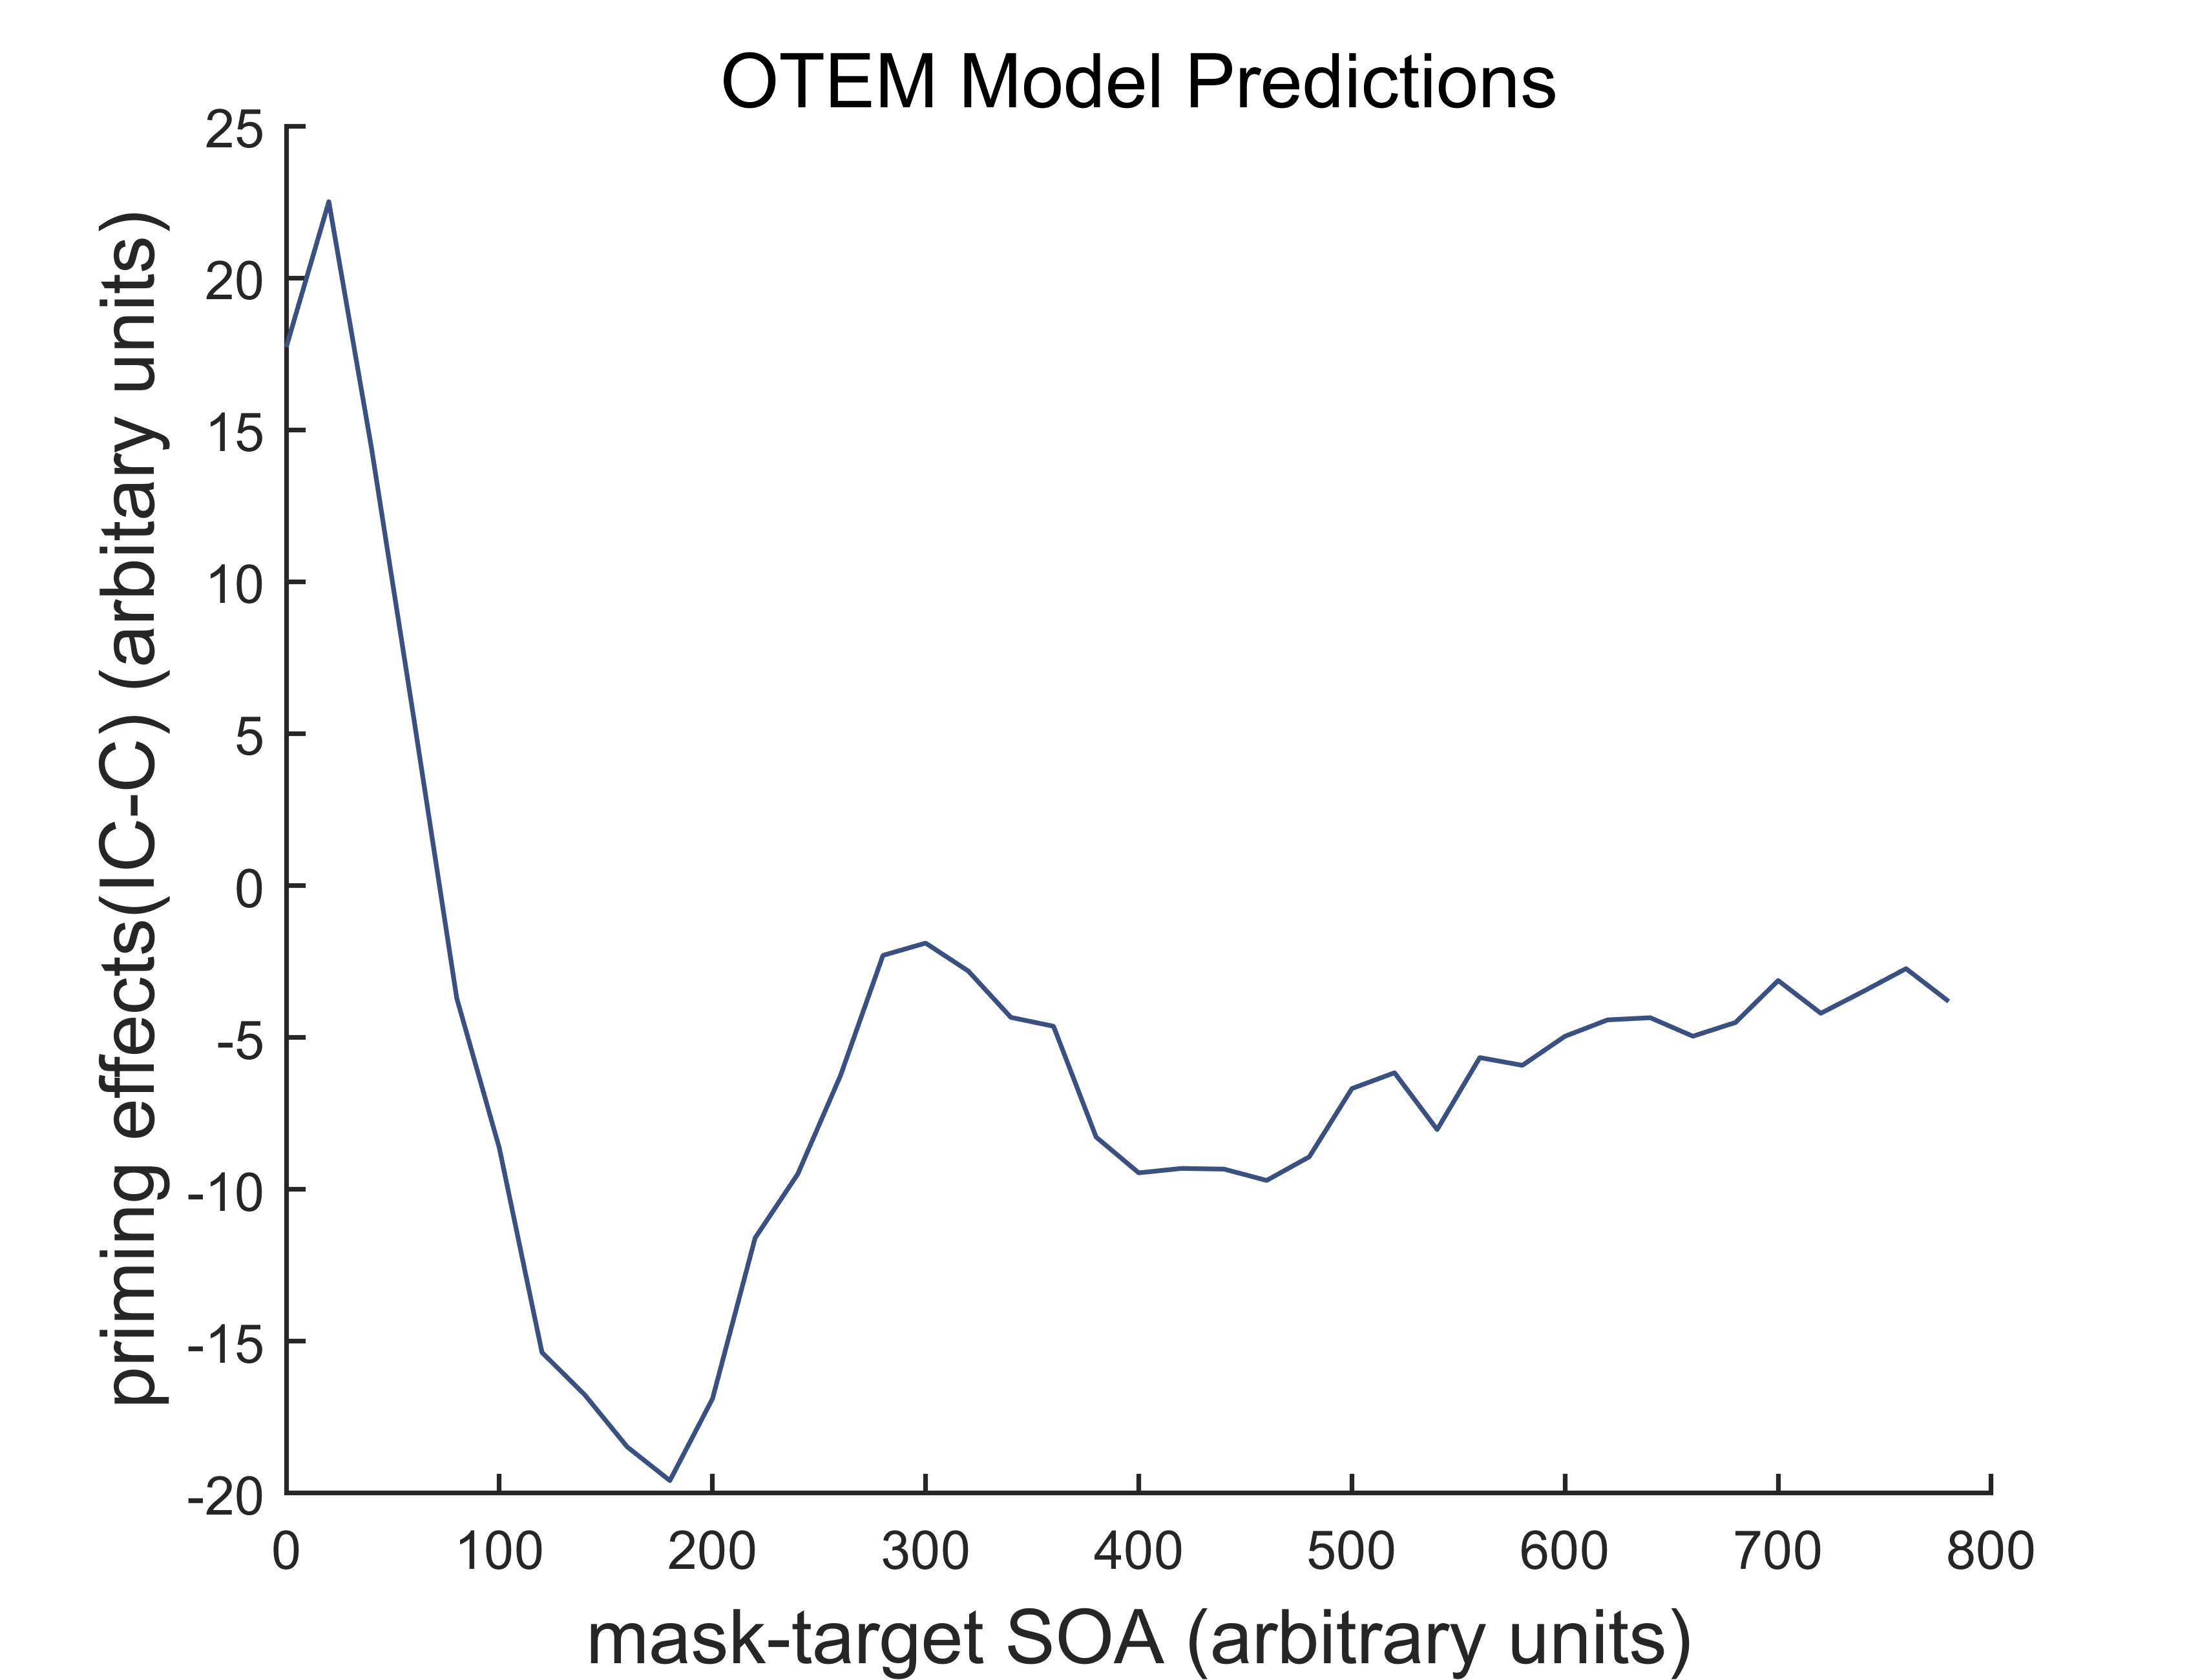 OTEM Model Predictions
priming effects(IC-C) (arbitary units)
25
20
15
10
5
0
-5
-10
-15
-20
0 100 200 300 400 500 600 700 800
mask-target SOA (arbitrary units)